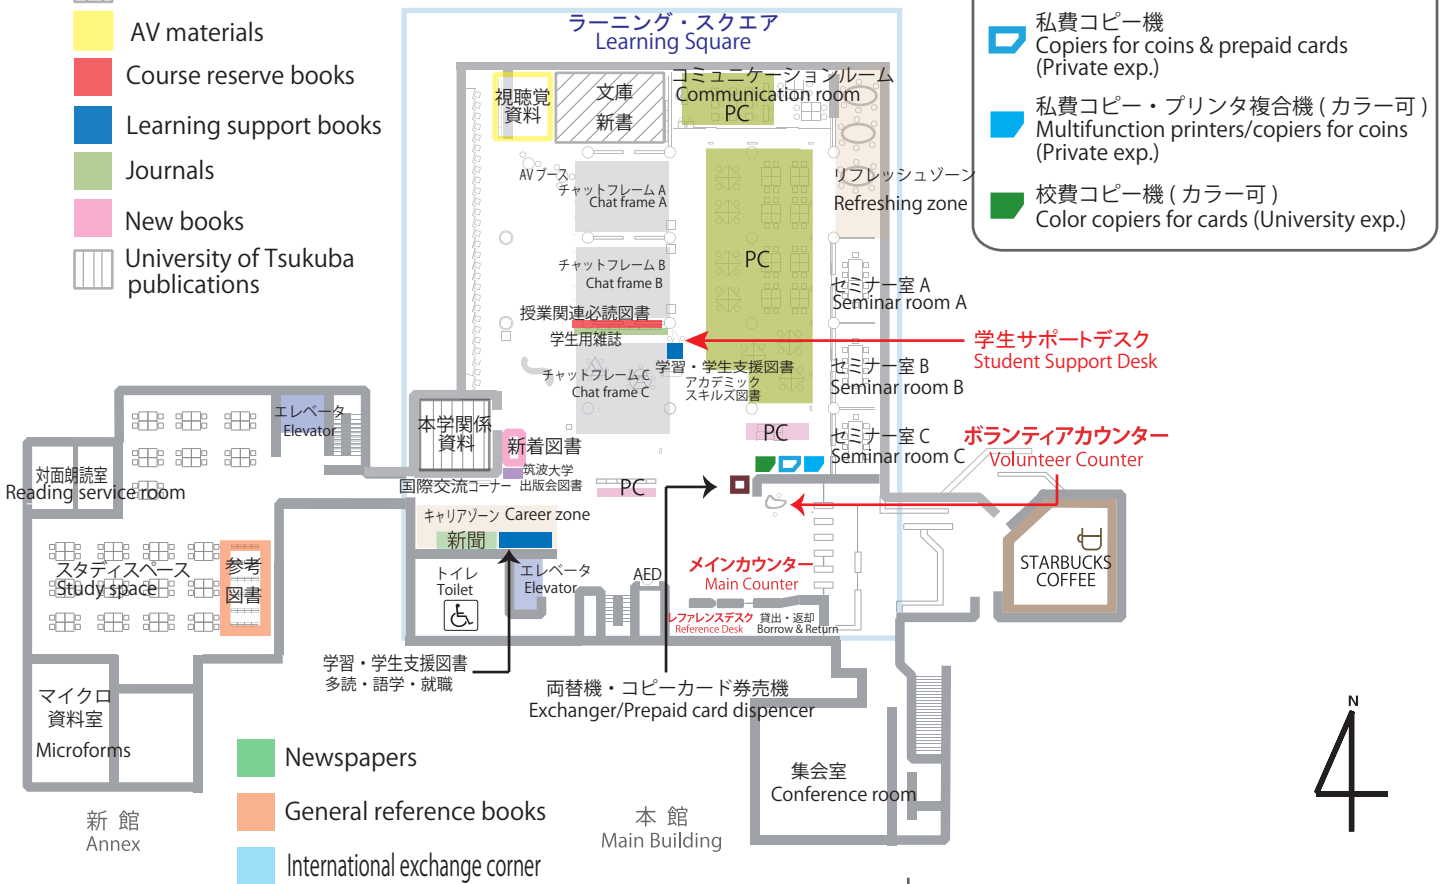 AV materials
Course reserve books
Learning support books
Journals
New books
University of Tsukuba
publications
ラーニング・スクエア
Learning Square
私費コピー機
Copiers for coins & prepaid cards
(Private exp.)
私費コピー・プリンタ複合機 ( カラー可 )
Multifunction printers/copiers for coins
(Private exp.)
校費コピー機 ( カラー可 )
Color copiers for cards (University exp.)
視聴覚
資料
文庫
新書
コミュニケーションルーム
Communication room
PC
AVブース
チャットフレーム A
Chat frame A
リフレッシュゾーン
Refreshing zone
チャットフレーム B
Chat frame B
PC
セミナー室 A
Seminar room A
授業関連必読図書
学生用雑誌
学生サポートデスク
Student Support Desk
学習・学生支援図書
アカデミック
スキルズ図書
チャットフレーム C
Chat frame C
セミナー室 B
Seminar room B
エレベータ
Elevator
本学関係
資料
新着図書
PC
セミナー室 C
Seminar room C
ボランティアカウンター
Volunteer Counter
対面朗読室
Reading service room
筑波大学
出版会図書
国際交流コーナー
PC
キャリアゾーン Career zone
新聞
スタディスペース
Study space
参考
図書
トイレ
Toilet
エレベータ
Elevator
AED
メインカウンター
Main Counter
レファレンスデスク
Reference Desk
貸出・返却
Borrow & Return
STARBUCKS
COFFEE
学習・学生支援図書
多読・語学・就職
両替機・コピーカード券売機
Exchanger/Prepaid card dispencer
マイクロ
資料室
Microforms
集会室
Conference room
N
Newspapers
General reference books
International exchange corner
新 館
Annex
本 館
Main Building